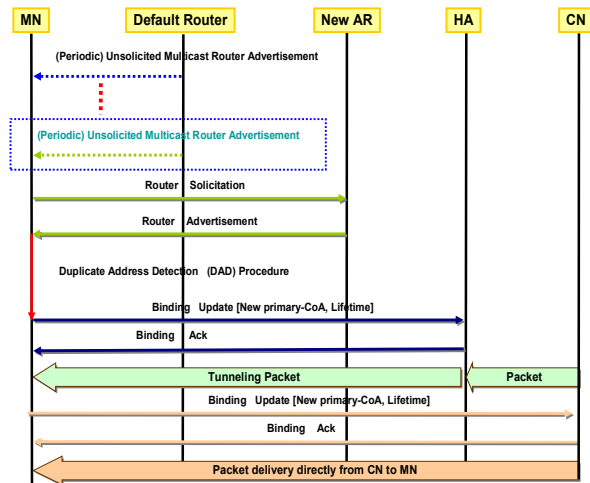 MN Default Router New AR HA CN
(Periodic) Unsolicited Multicast Router Advertisement
(Periodic) Unsolicited Multicast Router Advertisement
Router Solicitation
Router Advertisement
Duplicate Address Detection (DAD) Procedure
Binding Update [New primary-CoA, Lifetime]
Binding Ack
Tunneling Packet Packet
Binding Update [New primary-CoA, Lifetime]
Binding Ack
Packet delivery directly from CN to MN